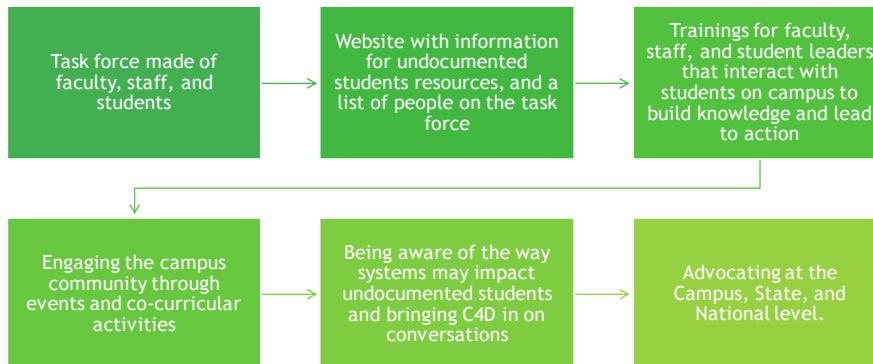 Task force made of
faculty, staff, and
students
Website with information
for undocumented
students resources, and a
list of people on the task
force
Trainings for faculty,
staff, and student leaders
that interact with
students on campus to
build knowledge and lead
to action
Engaging the campus
community through
events and co-curricular
activities
Being aware of the way
systems may impact
undocumented students
and bringing C4D in on
conversations
Advocating at the
Campus, State, and
National level.